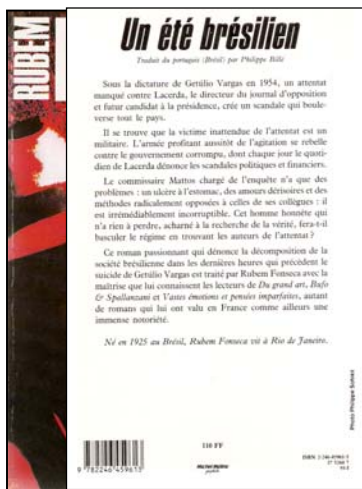 RUBEM
Un été brésilien
Traduit du portugais (Brésil) par Philippe Billé
Sous la dictature de Getúlio Vargas en 1954, un attentat
manqué contre Lacerda, le directeur du journal d'opposition
et futur candidat à la présidence, crée un scandale qui boule-
verse tout le pays.
Il se trouve que la victime inattendue de l'attentat est un
militaire. L'armée profitant aussitôt de l'agitation se rebelle
contre le gouvernement corrompu, dont chaque jour le quoti-
dien de Lacerda dénonce les scandales politiques et financiers.
Le commissaire Mattos chargé de l'enquête n'a que des
problèmes : un ulcère à l'estomac, des amours dérisoires et des
méthodes radicalement opposées à celles de ses collègues : il
est irrémédiablement incorruptible. Cet homme honnête qui
n'a rien à perdre, acharné à la recherche de la vérité, fera-t-il
basculer le régime en trouvant les auteurs de l'attentat ?
Ce roman passionnant qui dénonce la décomposition de la
société brésilienne dans les dernières heures qui précèdent le
suicide de Getúlio Vargas est traité par Rubem Fonseca avec la
maîtrise que lui connaissent les lecteurs de Du grand art, Bufo
& Spallanzani et Vastes émotions et pensées imparfaites, autant
de romans qui lui ont valu en France comme ailleurs une
immense notoriété.
Né en 1925 au Brésil, Rubem Fonseca vit à Rio de Janeiro.
110 FF
9 782246 459613